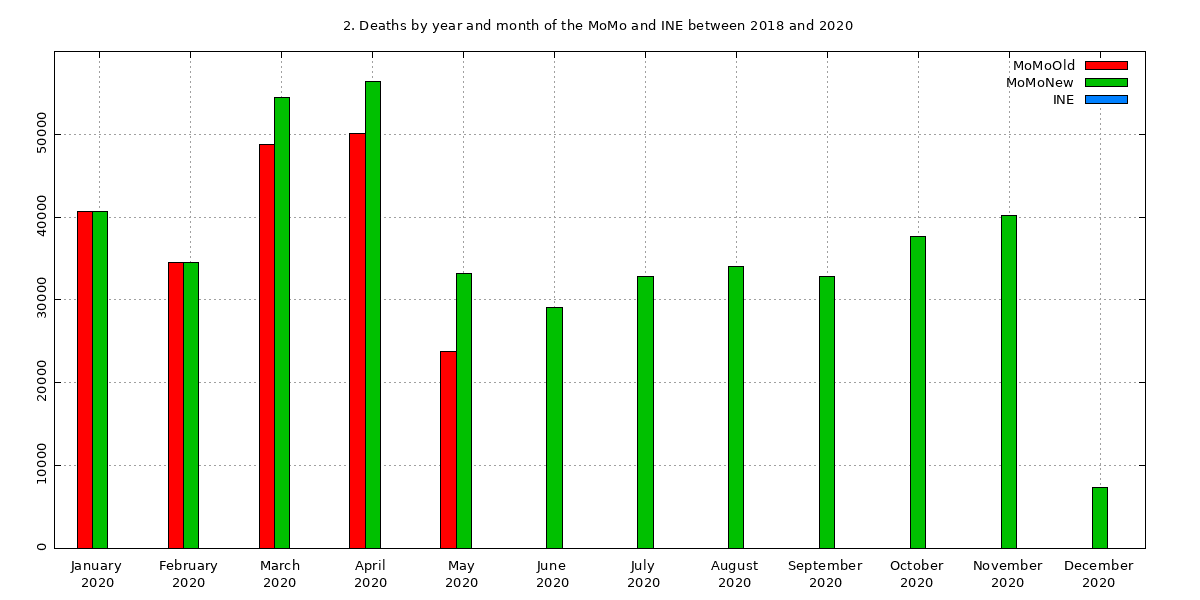 2. Deaths by year and month of the MoMo and INE between 2018 and 2020
MoMoOld
MoMoNew
INE
50000
40000
30000
20000
10000
0
January 2020
February 2020
March 2020
April 2020
May 2020
June 2020
July 2020
August 2020
September 2020
October 2020
November 2020
December 2020